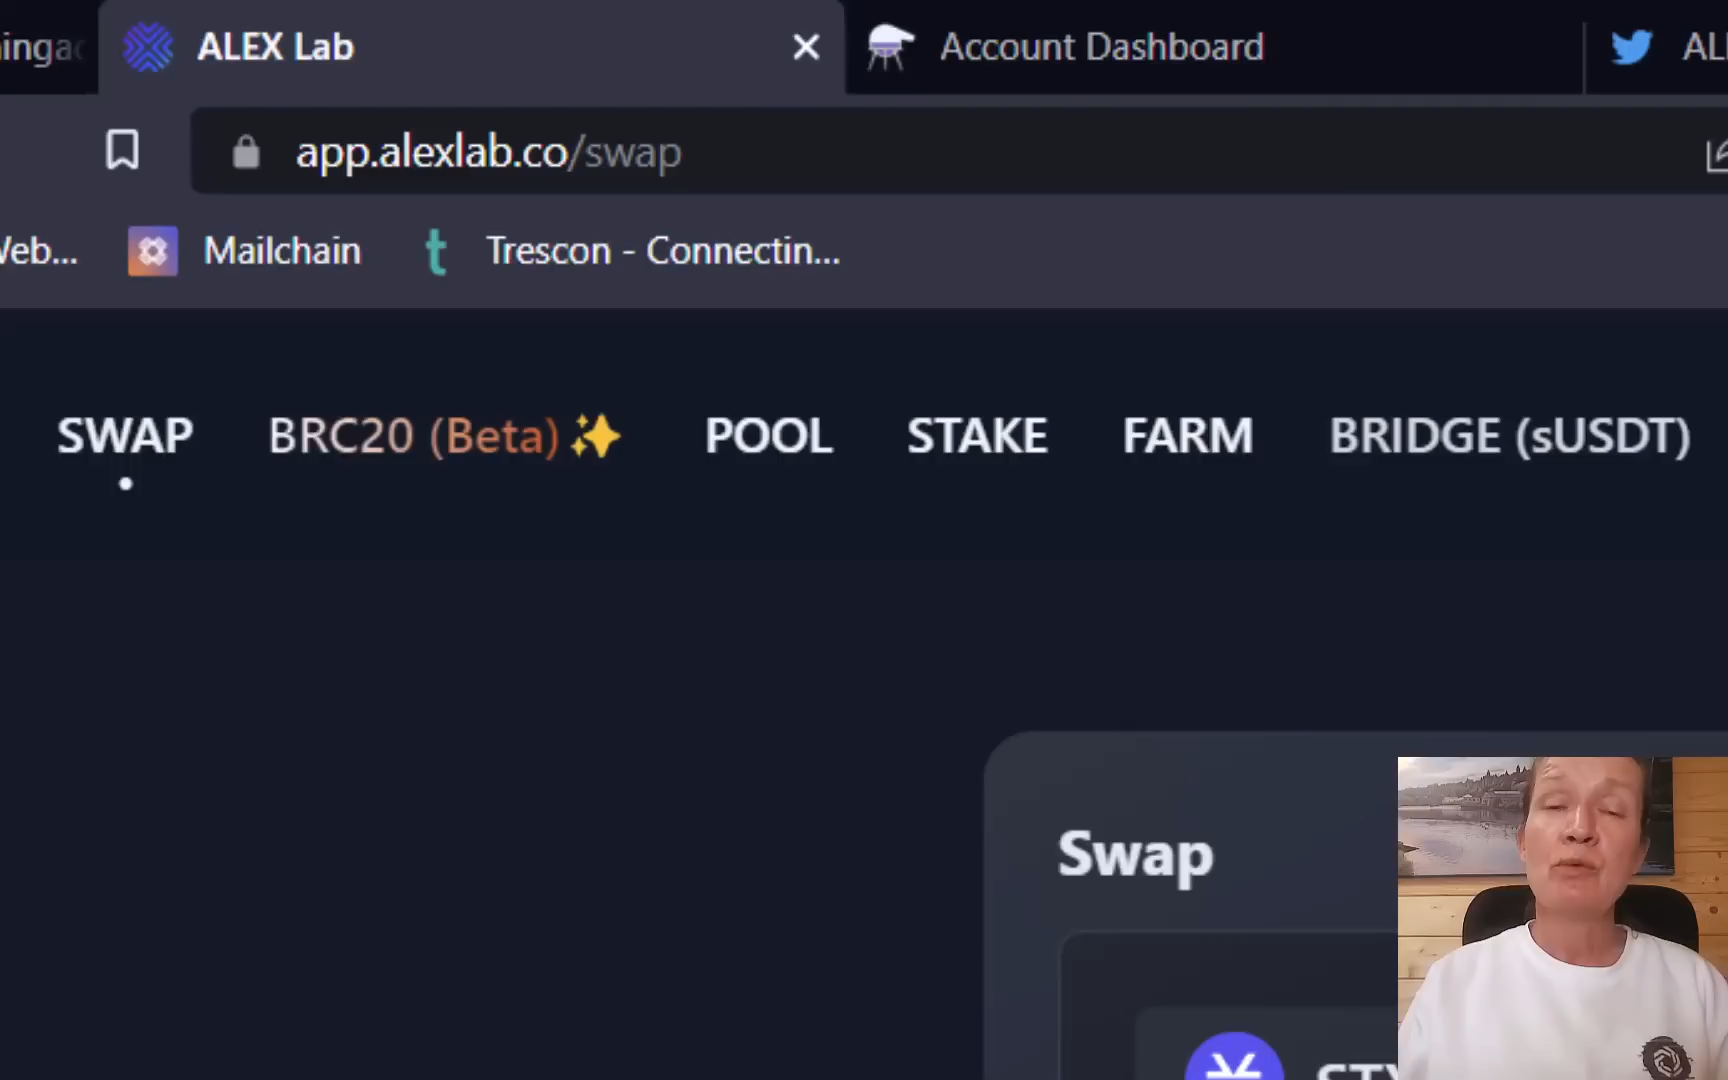 ALEX Lab
Account Dashboard
app.alexlab.co/swap
Mailchain
Trescon - Connectin...
SWAP
BRC20 (Beta)
POOL
STAKE
FARM
BRIDGE (sUSDT)
Swap